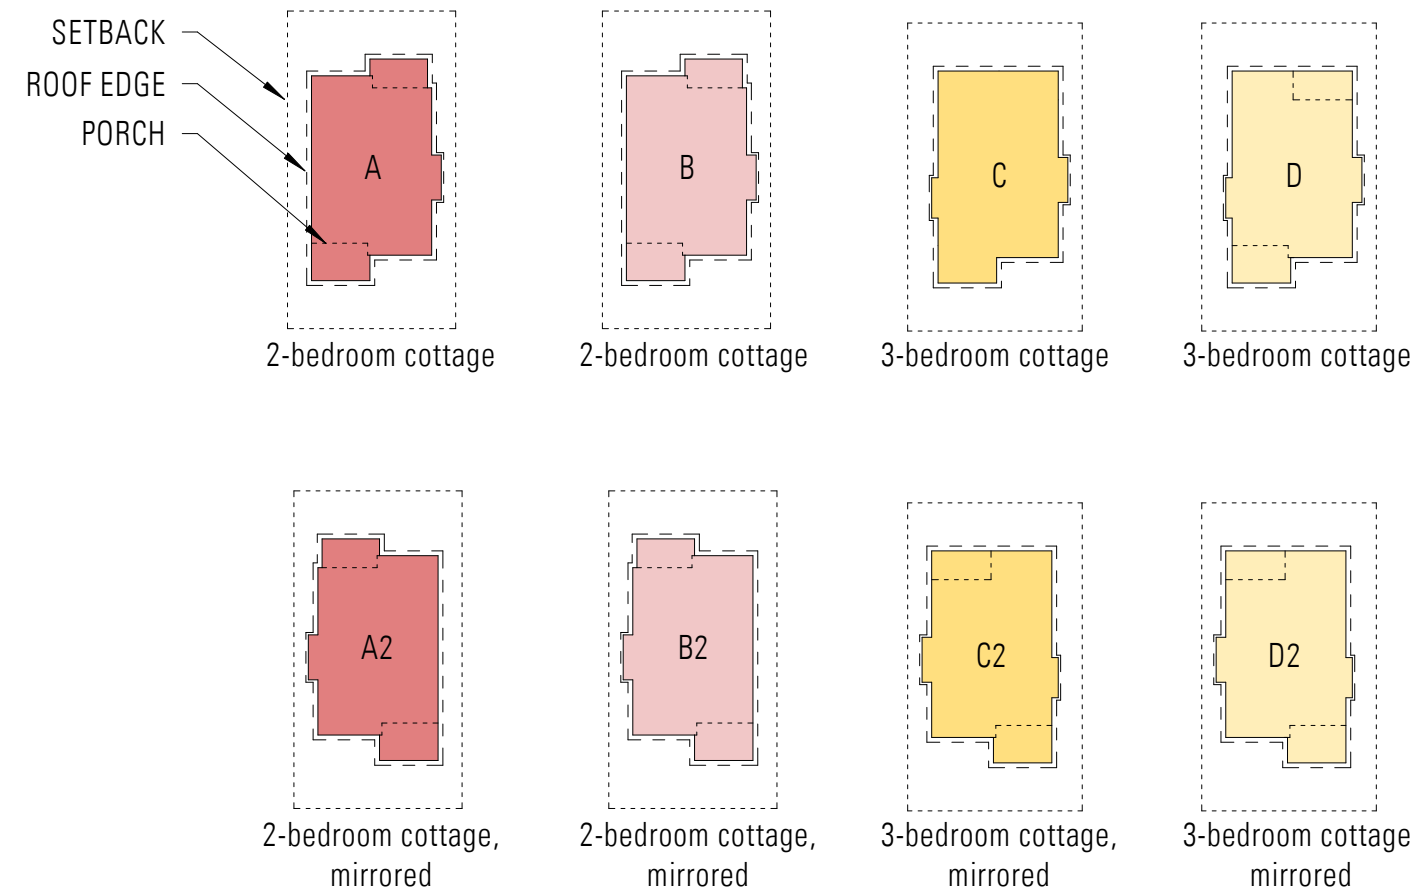 SETBACK
ROOF EDGE
PORCH
A
B
C
D
2-bedroom cottage
2-bedroom cottage
3-bedroom cottage
3-bedroom cottage
A2
B2
C2
D2
2-bedroom cottage,
mirrored
2-bedroom cottage,
mirrored
3-bedroom cottage,
mirrored
3-bedroom cottage
mirrored